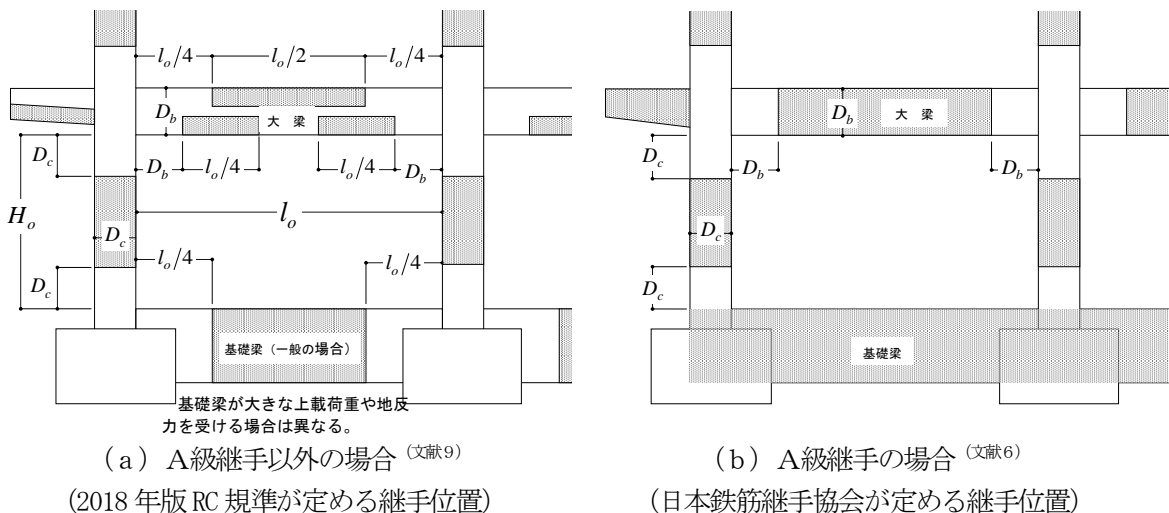 l_o/4
l_o/2
l_o/4
D_b
大 梁
D_c
D_b
l_o/4
l_o/4
D_b
H_o
l_o
D_c
l_o/4
l_o/4
D_c
基礎梁（一般の場合）
基礎梁が大きな上載荷重や地反
力を受ける場合は異なる。
（a）A級継手以外の場合（文献9）
(2018 年版 RC 規準が定める継手位置)
D_b
大 梁
D_c
D_b
D_b
D_c
D_c
基礎梁
（b）A級継手の場合（文献6）
(日本鉄筋継手協会が定める継手位置)